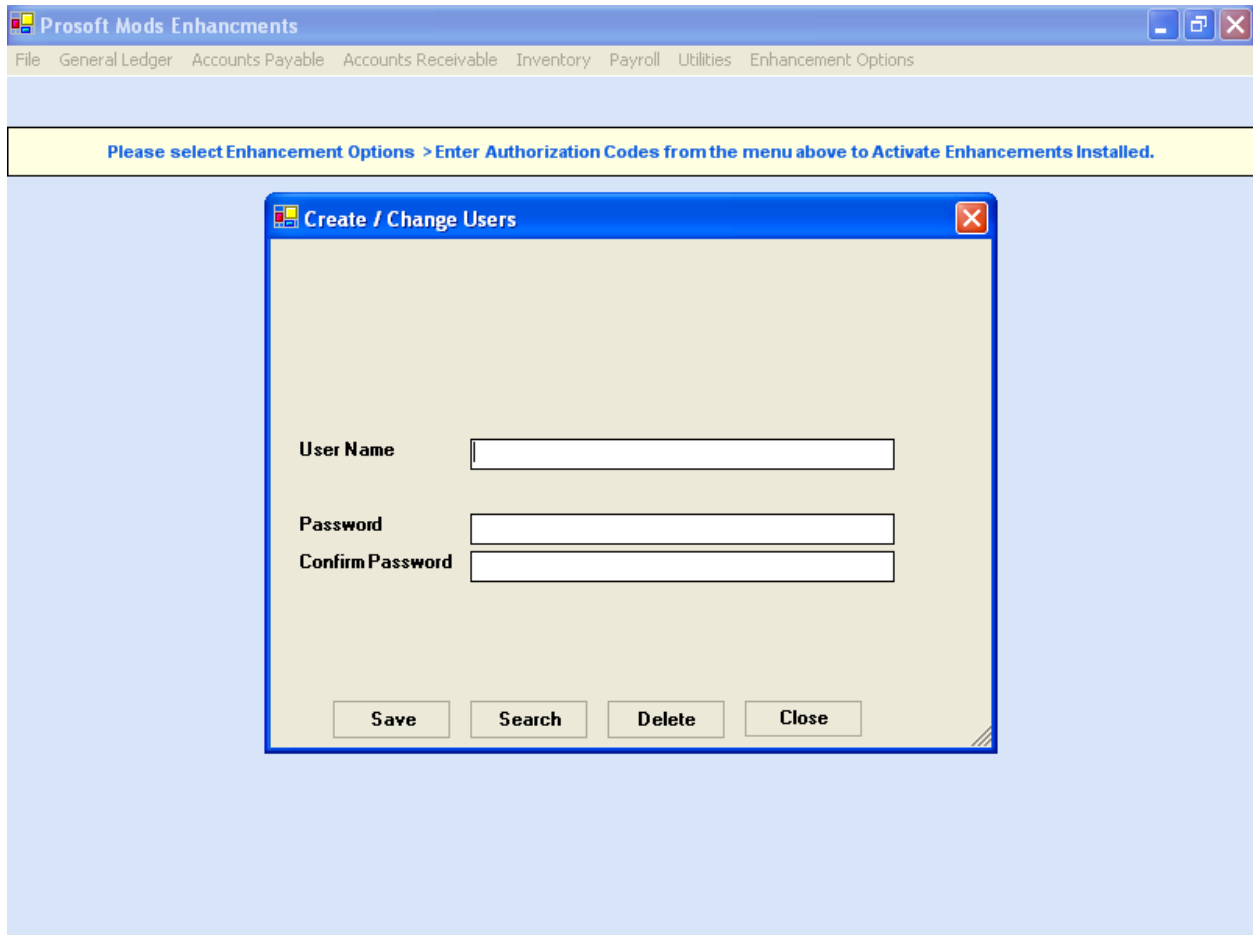 Prosoft Mods Enhancments
File General Ledger Accounts Payable Accounts Receivable Inventory Payroll Utilities Enhancement Options
Please select Enhancement Options > Enter Authorization Codes from the menu above to Activate Enhancements Installed.
Create / Change Users
User Name
Password
Confirm Password
Save Search Delete Close